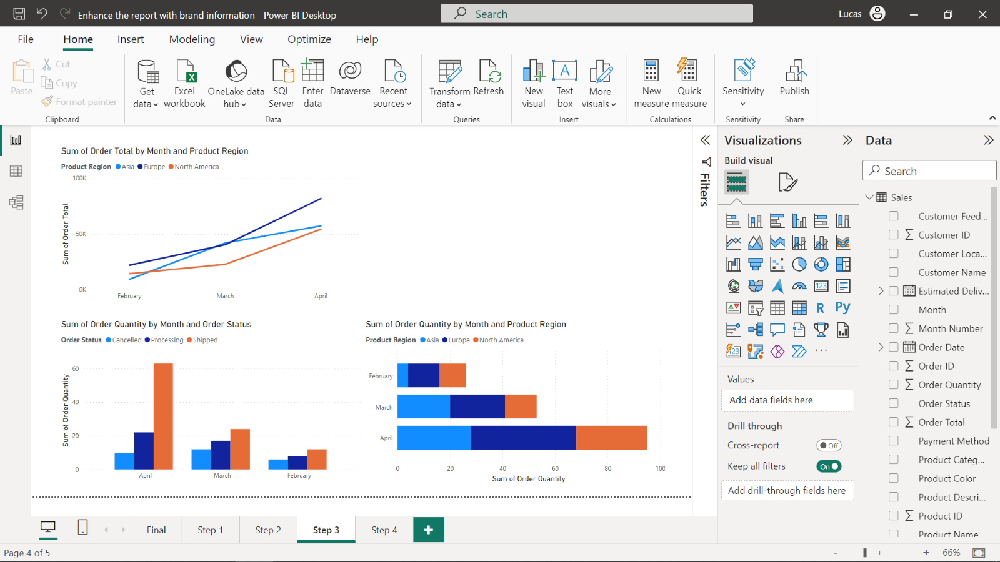 Enhance the report with brand information - Power BI Desktop
Search
Lucas
File Home Insert Modeling View Optimize Help
Paste
Cut
Copy
Format painter
Clipboard
Get data
Excel workbook
OneLake data hub
SQL Server
Enter data
Dataverse
Recent sources
Data
Transform data
Refresh
Queries
New visual
Text box
More visuals
Insert
New measure
Quick measure
Calculations
Sensitivity
Sensitivity
Publish
Share
Sum of Order Total by Month and Product Region
Product Region Asia Europe North America
100K
50K
0K
Sum of Order Total
February March April
Sum of Order Quantity by Month and Order Status
Order Status Cancelled Processing Shipped
60
40
20
0
Sum of Order Quantity
April March February
Sum of Order Quantity by Month and Product Region
Product Region Asia Europe North America
February
March
April
0 20 40 60 80 100
Sum of Order Quantity
Filters
Visualizations
Build visual
123
R
Py
123
Values
Add data fields here
Drill through
Cross-report
Off
Keep all filters
On
Add drill-through fields here
Data
Search
Sales
Customer Feed...
Customer ID
Customer Loca...
Customer Name
Estimated Deliv...
Month
Month Number
Order Date
Order ID
Order Quantity
Order Status
Order Total
Payment Method
Product Categ...
Product Color
Product Descri...
Product ID
Product Name
Final Step 1 Step 2 Step 3 Step 4
Page 4 of 5
66%